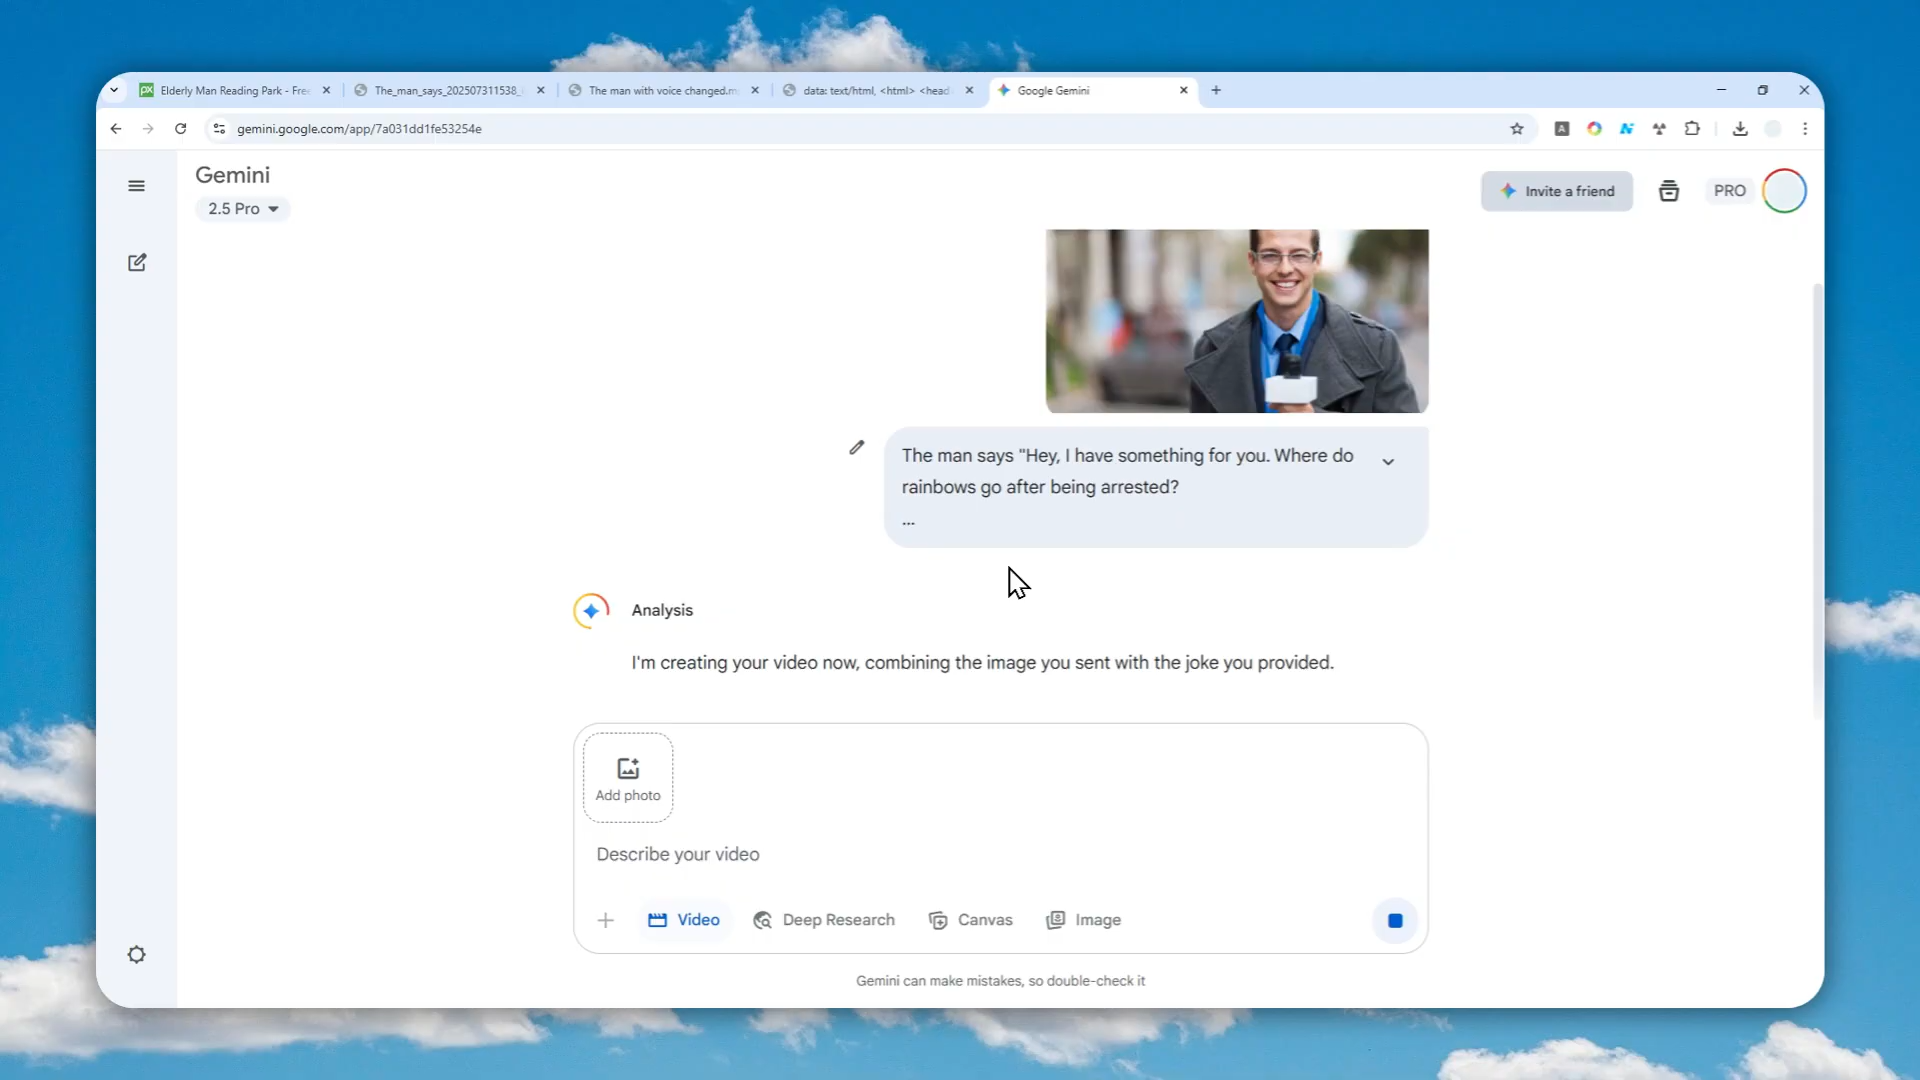 Elderly Man Reading Park - Free
The_man_says_202507311538_
The man with voice changed.m
data: text/html, <html> <head
Google Gemini
gemini.google.com/app/7a031dd1fe53254e
Gemini
2.5 Pro
Invite a friend
PRO
The man says "Hey, I have something for you. Where do
rainbows go after being arrested?
...
Analysis
I'm creating your video now, combining the image you sent with the joke you provided.
Add photo
Describe your video
Video
Deep Research
Canvas
Image
Gemini can make mistakes, so double-check it